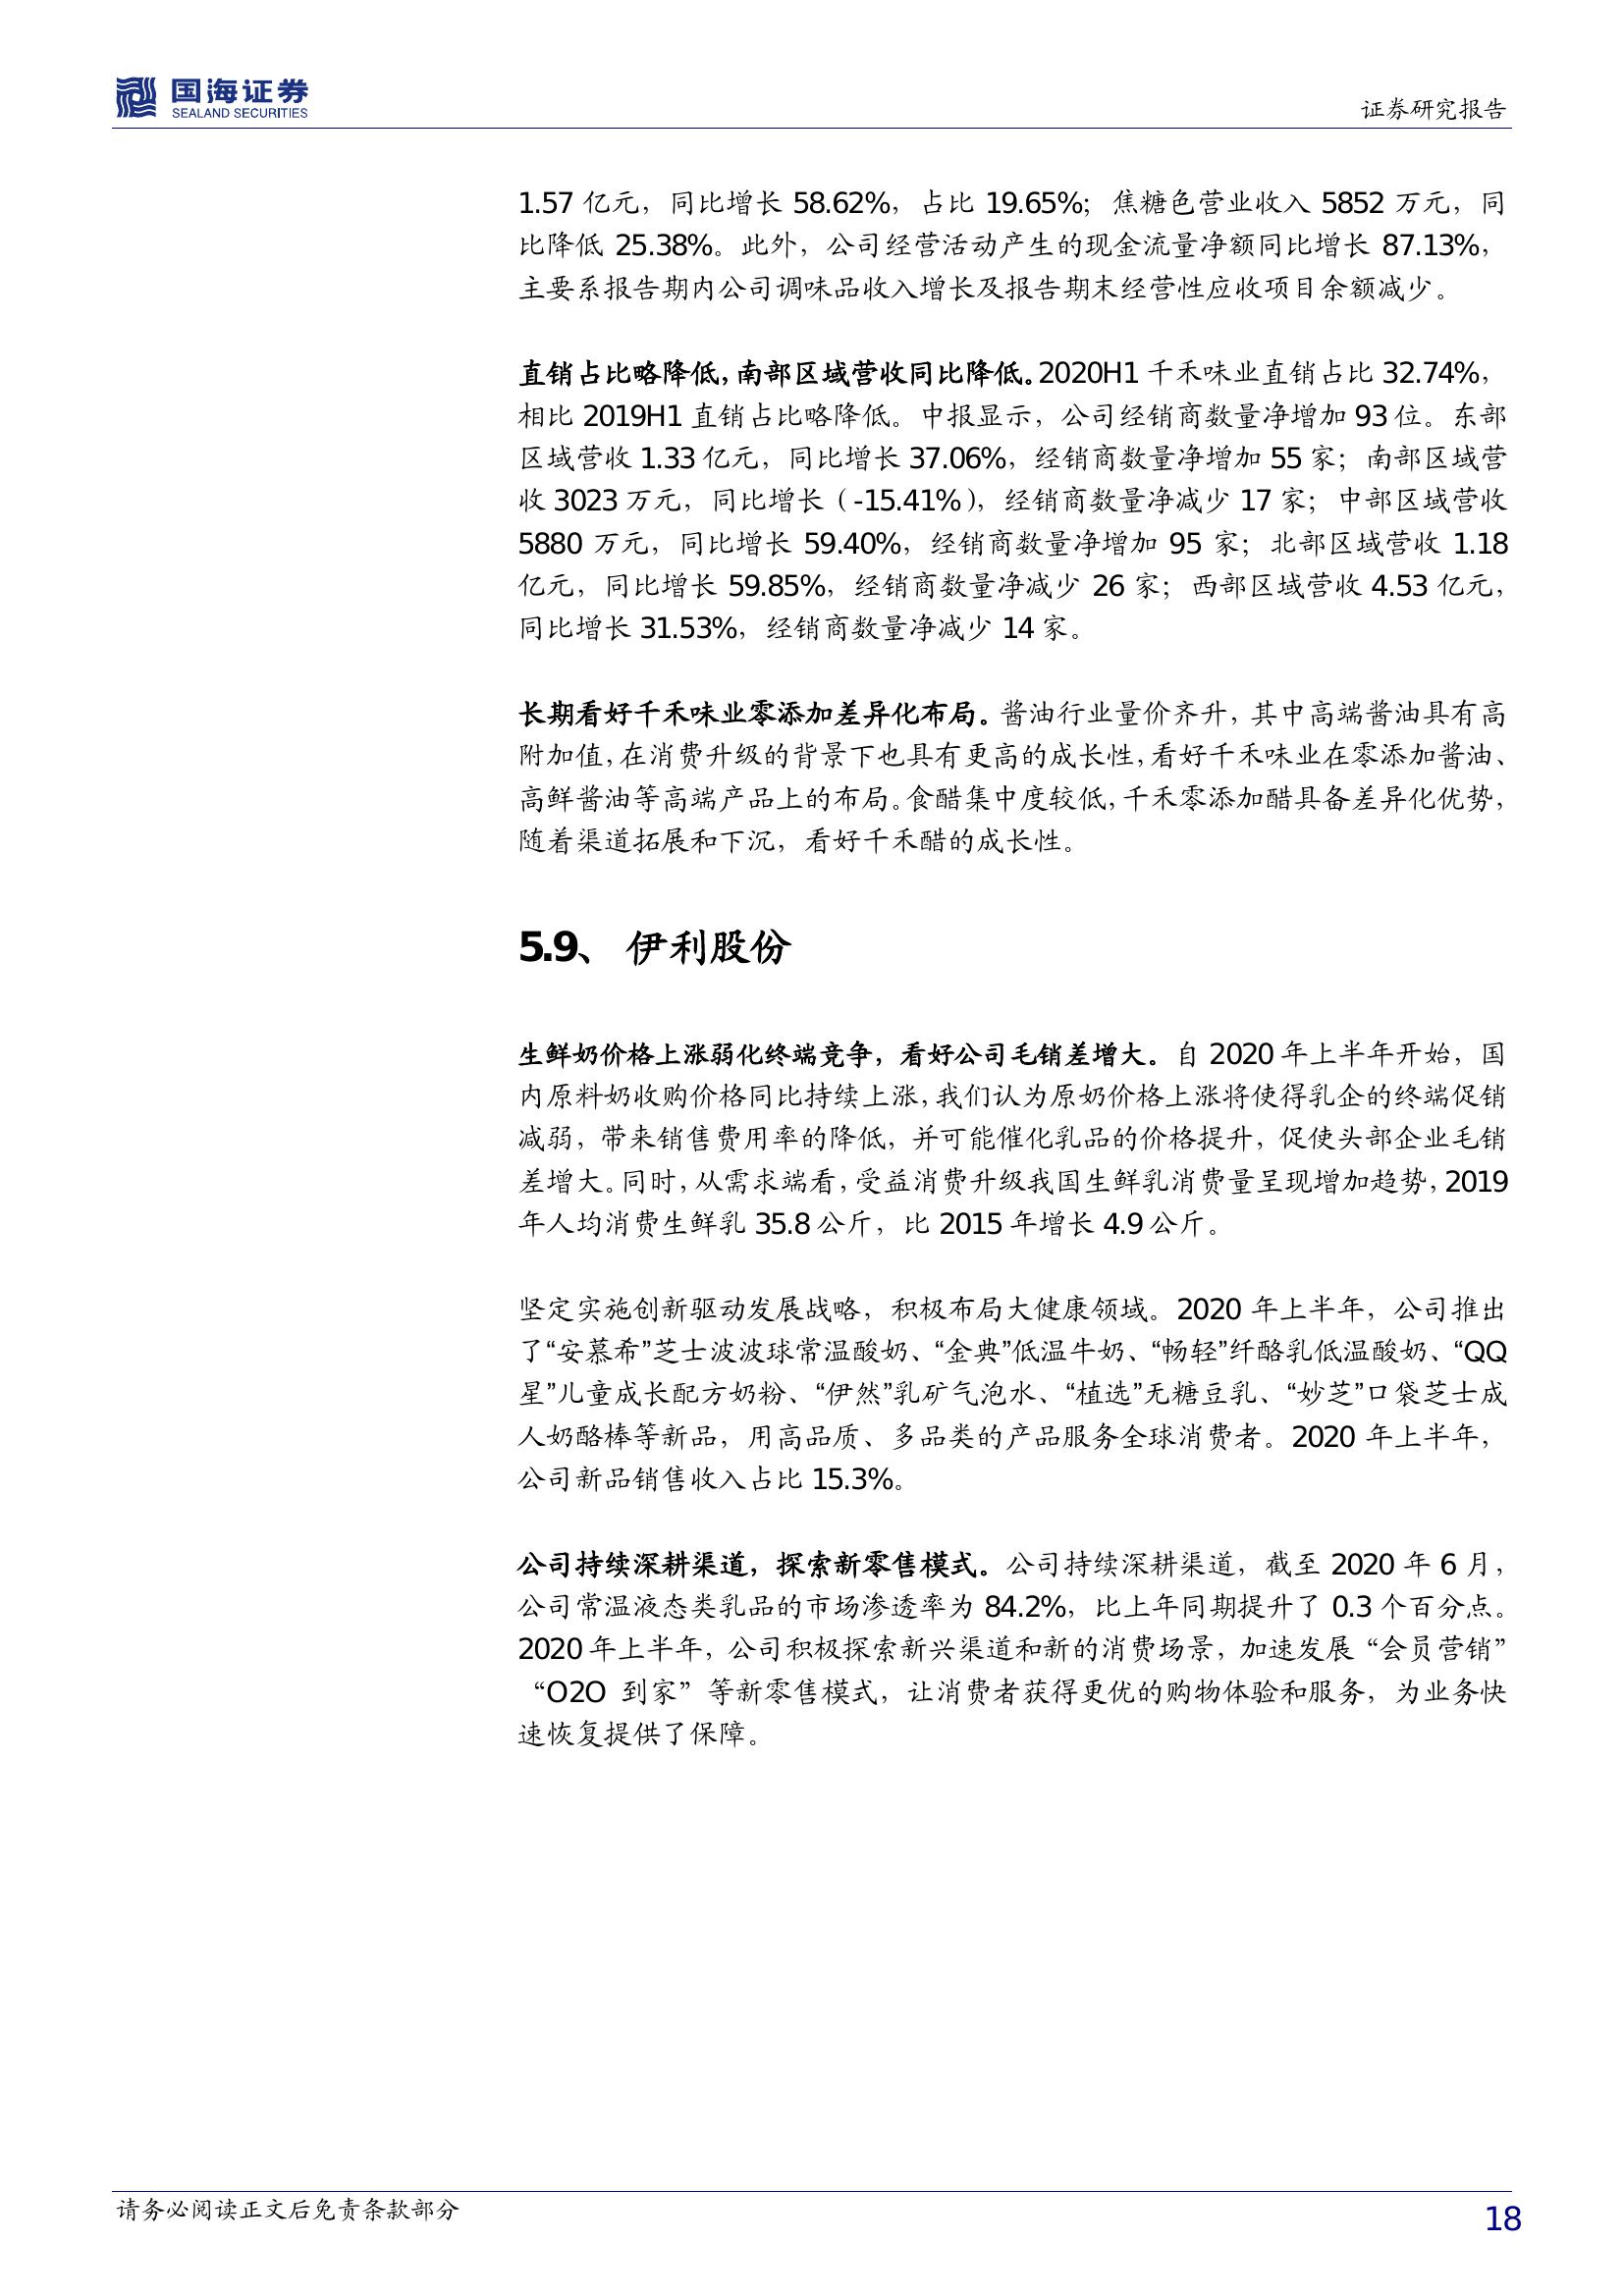 国海证券
SEALAND SECURITIES
证券研究报告
1.57 亿元，同比增长 58.62%，占比 19.65%；焦糖色营业收入 5852 万元，同
比降低 25.38%。此外，公司经营活动产生的现金流量净额同比增长 87.13%，
主要系报告期内公司调味品收入增长及报告期末经营性应收项目余额减少。
直销占比略降低，南部区域营收同比降低。2020H1 千禾味业直销占比 32.74%，
相比 2019H1 直销占比略降低。中报显示，公司经销商数量净增加 93 位。东部
区域营收 1.33 亿元，同比增长 37.06%，经销商数量净增加 55 家；南部区域营
收 3023 万元，同比增长（-15.41%），经销商数量净减少 17 家；中部区域营收
5880 万元，同比增长 59.40%，经销商数量净增加 95 家；北部区域营收 1.18
亿元，同比增长 59.85%，经销商数量净减少 26 家；西部区域营收 4.53 亿元，
同比增长 31.53%，经销商数量净减少 14 家。
长期看好千禾味业零添加差异化布局。酱油行业量价齐升，其中高端酱油具有高
附加值，在消费升级的背景下也具有更高的成长性，看好千禾味业在零添加酱油、
高鲜酱油等高端产品上的布局。食醋集中度较低，千禾零添加醋具备差异化优势，
随着渠道拓展和下沉，看好千禾醋的成长性。
5.9、 伊利股份
生鲜奶价格上涨弱化终端竞争，看好公司毛销差增大。自 2020 年上半年开始，国
内原料奶收购价格同比持续上涨，我们认为原奶价格上涨将使得乳企的终端促销
减弱，带来销售费用率的降低，并可能催化乳品的价格提升，促使头部企业毛销
差增大。同时，从需求端看，受益消费升级我国生鲜乳消费量呈现增加趋势，2019
年人均消费生鲜乳 35.8 公斤，比 2015 年增长 4.9 公斤。
坚定实施创新驱动发展战略，积极布局大健康领域。2020 年上半年，公司推出
了“安慕希”芝士波波球常温酸奶、“金典”低温牛奶、“畅轻”纤酪乳低温酸奶、“QQ
星”儿童成长配方奶粉、“伊然”乳矿气泡水、“植选”无糖豆乳、“妙芝”口袋芝士成
人奶酪棒等新品，用高品质、多品类的产品服务全球消费者。2020 年上半年，
公司新品销售收入占比 15.3%。
公司持续深耕渠道，探索新零售模式。公司持续深耕渠道，截至 2020 年 6 月，
公司常温液态类乳品的市场渗透率为 84.2%，比上年同期提升了 0.3 个百分点。
2020 年上半年，公司积极探索新兴渠道和新的消费场景，加速发展“会员营销”
“O2O 到家”等新零售模式，让消费者获得更优的购物体验和服务，为业务快
速恢复提供了保障。
请务必阅读正文后免责条款部分
18